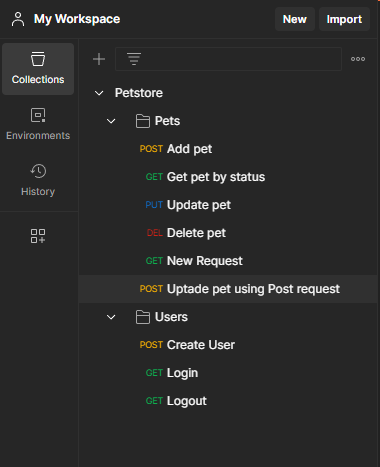 My Workspace New Import
Collections
Environments
History
Petstore
Pets
POST Add pet
GET Get pet by status
PUT Update pet
DEL Delete pet
GET New Request
POST Uptade pet using Post request
Users
POST Create User
GET Login
GET Logout